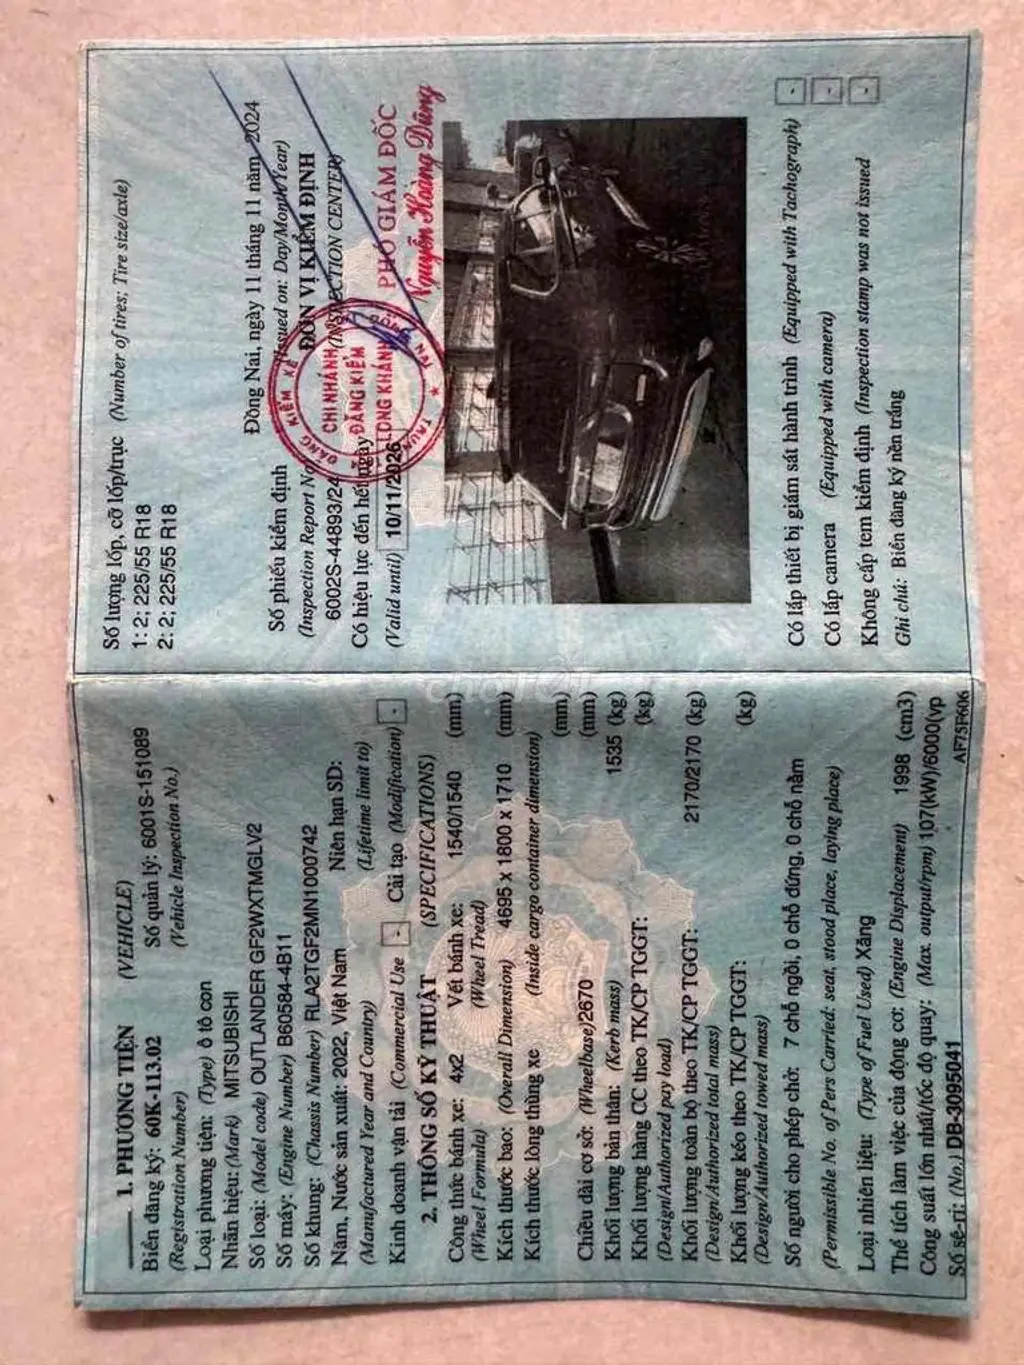 1. PHƯƠNG TIỆN (VEHICLE)
Biển đăng ký: 60K-113.02 Số quản lý: 6001S-151089
(Registration Number) (Vehicle Inspection No.)
Loại phương tiện: (Type) ô tô con
Nhãn hiệu: (Mark) MITSUBISHI
Số loại: (Model code) OUTLANDER GF2WXTMGLV2
Số máy: (Engine Number) B60584-4B11
Số khung: (Chassis Number) RLA2TGF2MN1000742
Năm, Nước sản xuất: 2022, Việt Nam Niên hạn SD:
(Manufactured Year and Country) (Lifetime limit to)
Kinh doanh vận tải (Commercial Use - Cải tạo (Modification) -
2. THÔNG SỐ KỸ THUẬT (SPECIFICATIONS)
Công thức bánh xe: 4x2 Vết bánh xe: 1540/1540 (mm)
(Wheel Formula) (Wheel Tread)
Kích thước bao: (Overall Dimension) 4695 x 1800 x 1710 (mm)
Kích thước lòng thùng xe (Inside cargo container dimension)
(mm)
Chiều dài cơ sở: (Wheelbase)2670 (mm)
Khối lượng bản thân: (Kerb mass) 1535 (kg)
Khối lượng hàng CC theo TK/CP TGGT: (kg)
(Design/Authorized pay load)
Khối lượng toàn bộ theo TK/CP TGGT: 2170/2170 (kg)
(Design/Authorized total mass)
Khối lượng kéo theo TK/CP TGGT: (kg)
(Design/Authorized towed mass)
Số người cho phép chở: 7 chỗ ngồi, 0 chỗ đứng, 0 chỗ nằm
(Permissible No. of Pers Carried: seat, stood place, laying place)
Loại nhiên liệu: (Type of Fuel Used) Xăng
Thể tích làm việc của động cơ: (Engine Displacement) 1998 (cm3)
Công suất lớn nhất/tốc độ quay: (Max. output/rpm) 107(kW)/6000(vp
Số sê-ri: (No.) DB-3095041 AF75F606
Số lượng lốp, cỡ lốp/trục (Number of tires; Tire size/axle)
1: 2; 225/55 R18
2: 2; 225/55 R18
Đồng Nai, ngày 11 tháng 11 năm 2024
Số phiếu kiểm định (Issued on: Day/Month/Year)
(Inspection Report No) ĐƠN VỊ KIỂM ĐỊNH
6002S-44893/24 (INSPECTION CENTER)
Có hiệu lực đến hết ngày
(Valid until) 10/11/2026
CHI NHÁNH
ĐĂNG KIỂM
LONG KHÁNH
PHÓ GIÁM ĐỐC
Nguyễn Hoàng Dũng
Có lắp thiết bị giám sát hành trình (Equipped with Tachograph) -
Có lắp camera (Equipped with camera) -
Không cấp tem kiểm định (Inspection stamp was not issued -
Ghi chú: Biển đăng ký nền trắng